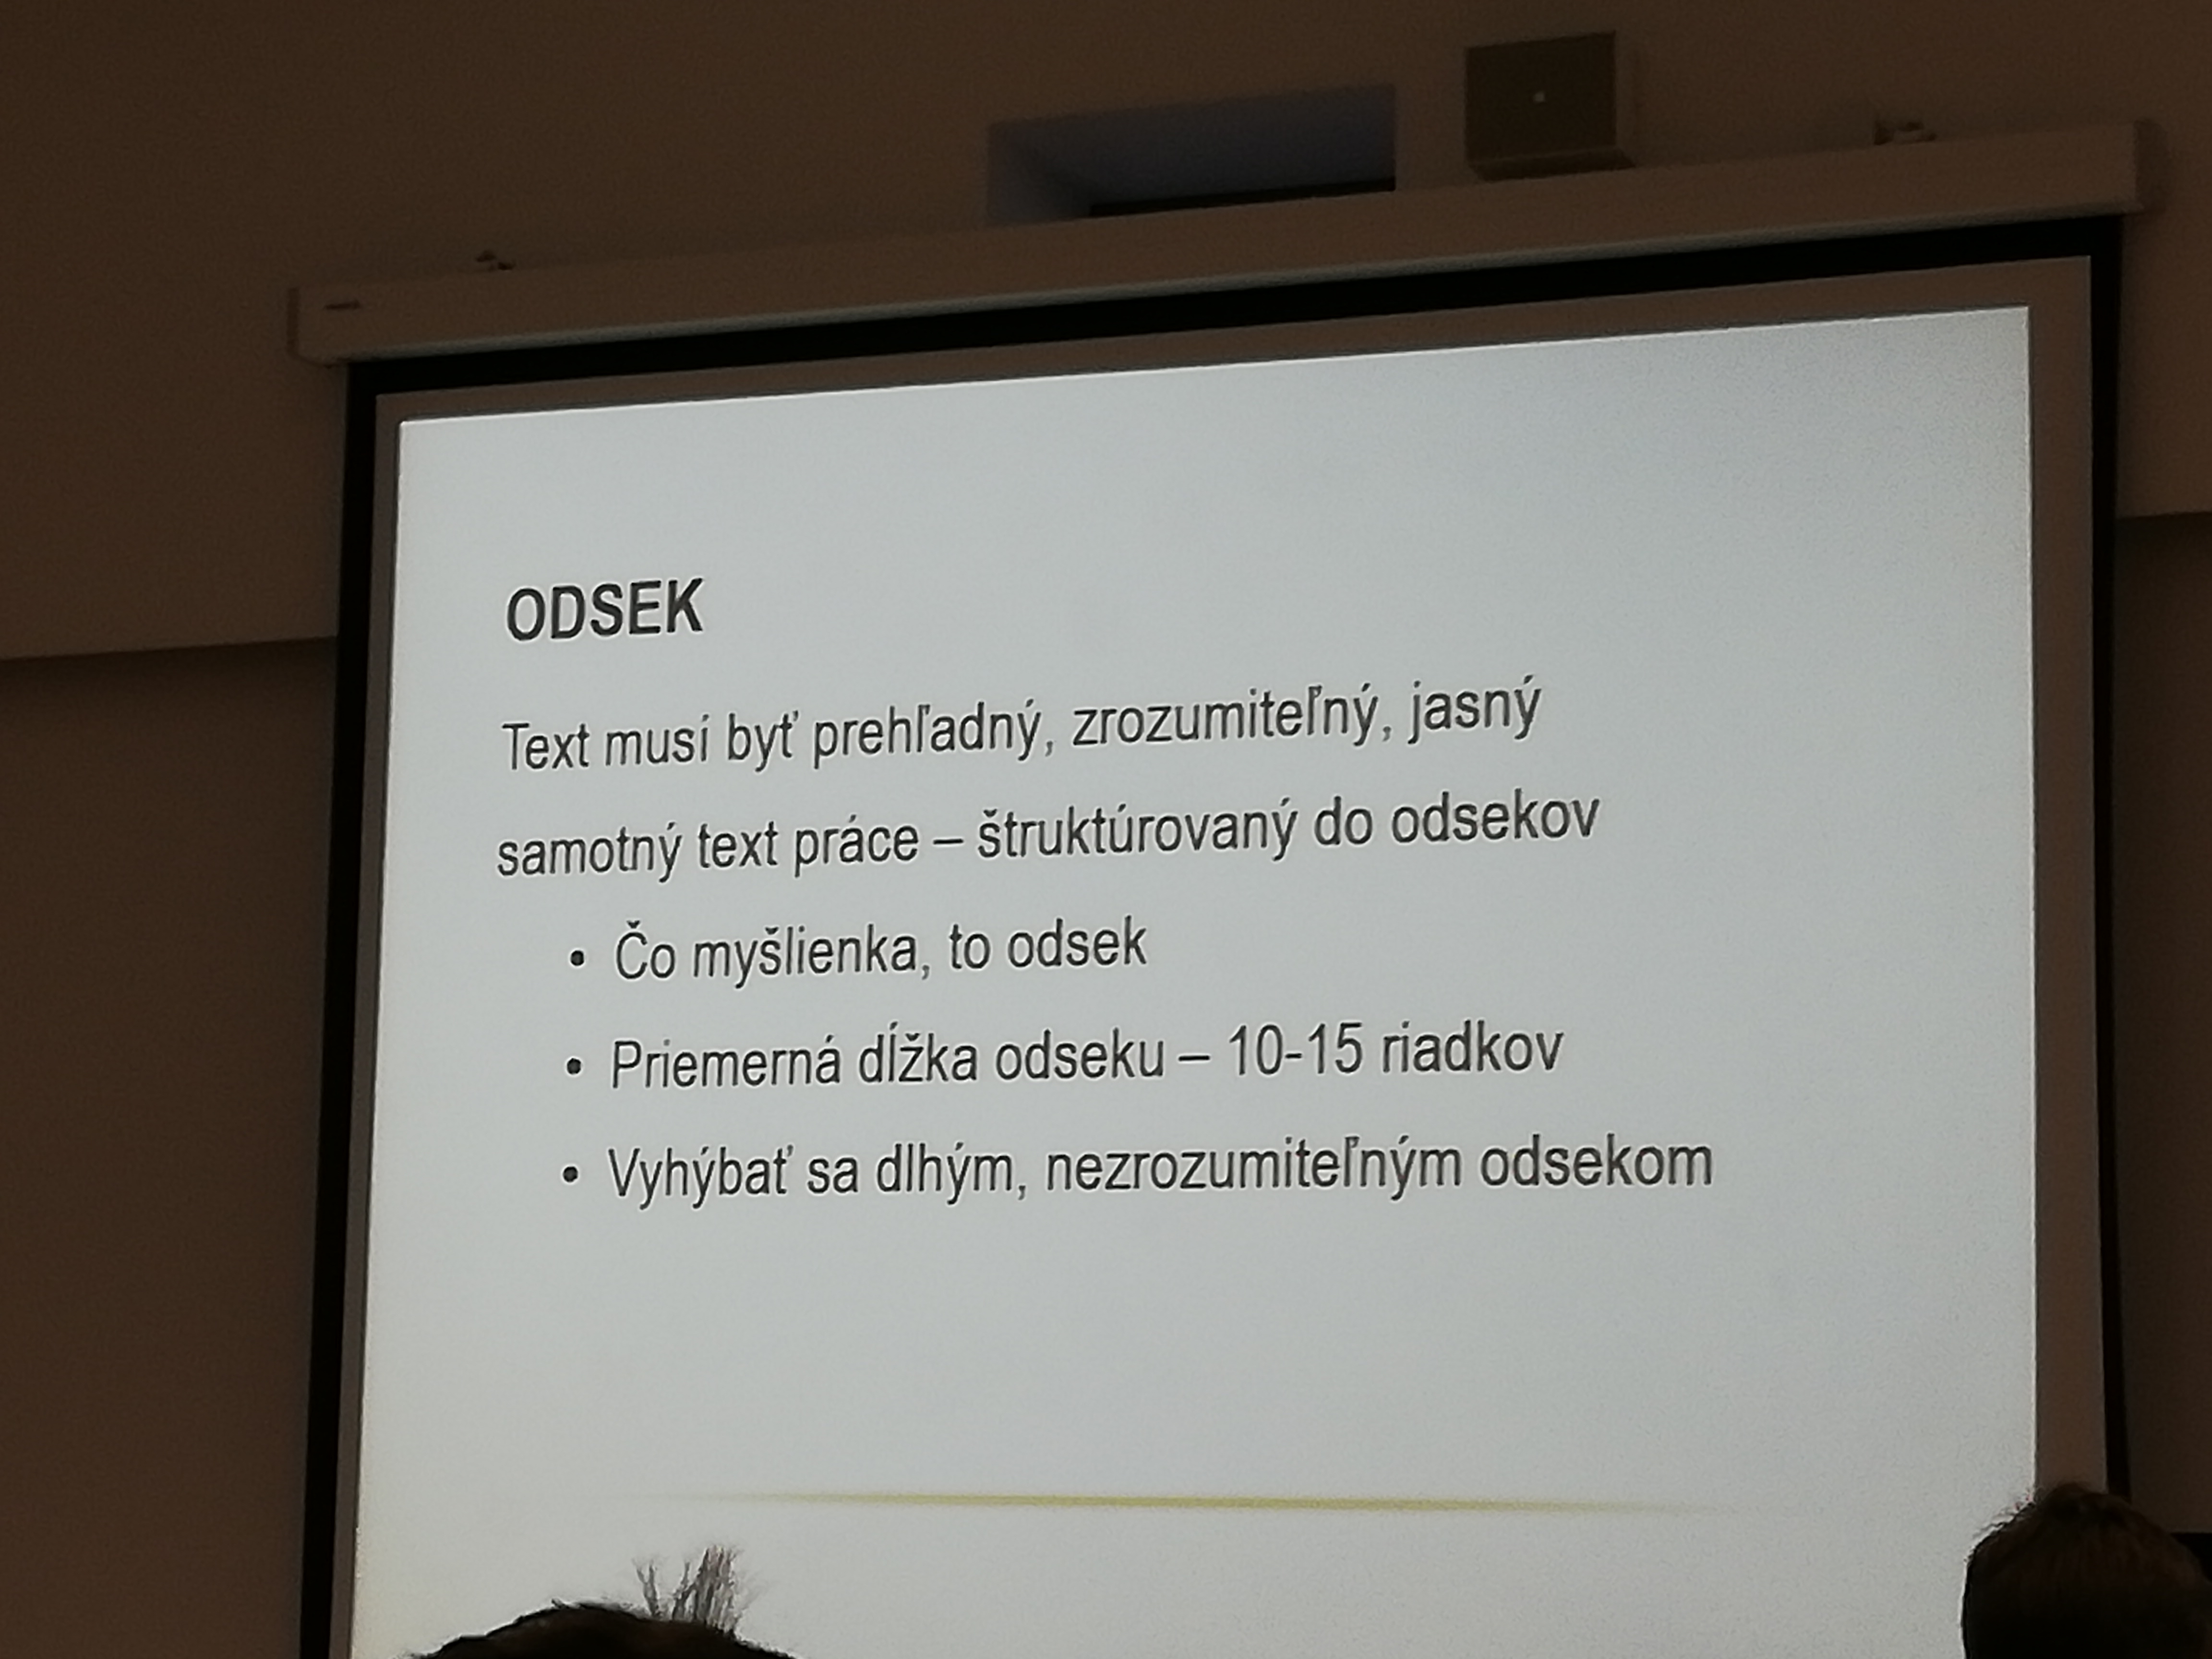 ODSEK
Text musí byť prehľadný, zrozumiteľný, jasný
samotný text práce – štruktúrovaný do odsekov
• Čo myšlienka, to odsek
• Priemerná dĺžka odseku – 10-15 riadkov
• Vyhýbať sa dlhým, nezrozumiteľným odsekom